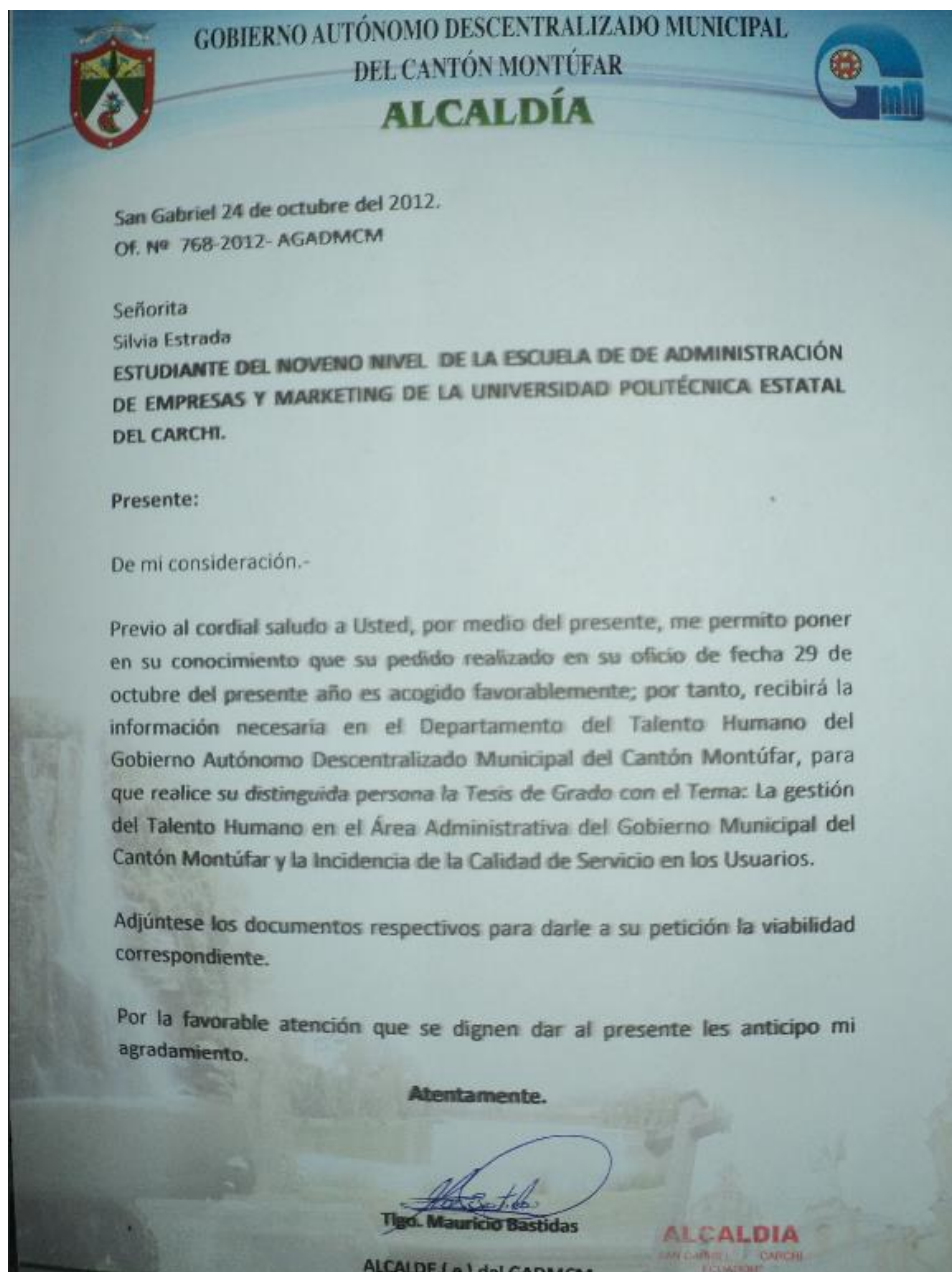 GOBIERNO AUTÓNOMO DESCENTRALIZADO MUNICIPAL
DEL CANTÓN MONTÚFAR
ALCALDÍA
GMM
San Gabriel 24 de octubre del 2012.
Of. Nº 768-2012- AGADMCM
Señorita
Silvia Estrada
ESTUDIANTE DEL NOVENO NIVEL DE LA ESCUELA DE DE ADMINISTRACIÓN
DE EMPRESAS Y MARKETING DE LA UNIVERSIDAD POLITÉCNICA ESTATAL
DEL CARCHI.
Presente:
De mi consideración.-
Previo al cordial saludo a Usted, por medio del presente, me permito poner
en su conocimiento que su pedido realizado en su oficio de fecha 29 de
octubre del presente año es acogido favorablemente; por tanto, recibirá la
información necesaria en el Departamento del Talento Humano del
Gobierno Autónomo Descentralizado Municipal del Cantón Montúfar, para
que realice su distinguida persona la Tesis de Grado con el Tema: La gestión
del Talento Humano en el Área Administrativa del Gobierno Municipal del
Cantón Montúfar y la Incidencia de la Calidad de Servicio en los Usuarios.
Adjúntese los documentos respectivos para darle a su petición la viabilidad
correspondiente.
Por la favorable atención que se dignen dar al presente les anticipo mi
agradamiento.
Atentamente.
Tlgo. Mauricio Bastidas
ALCALDIA
SAN GABRIEL - CARCHI
ECUADOR
ALCALDE ( e ) del GADMCM